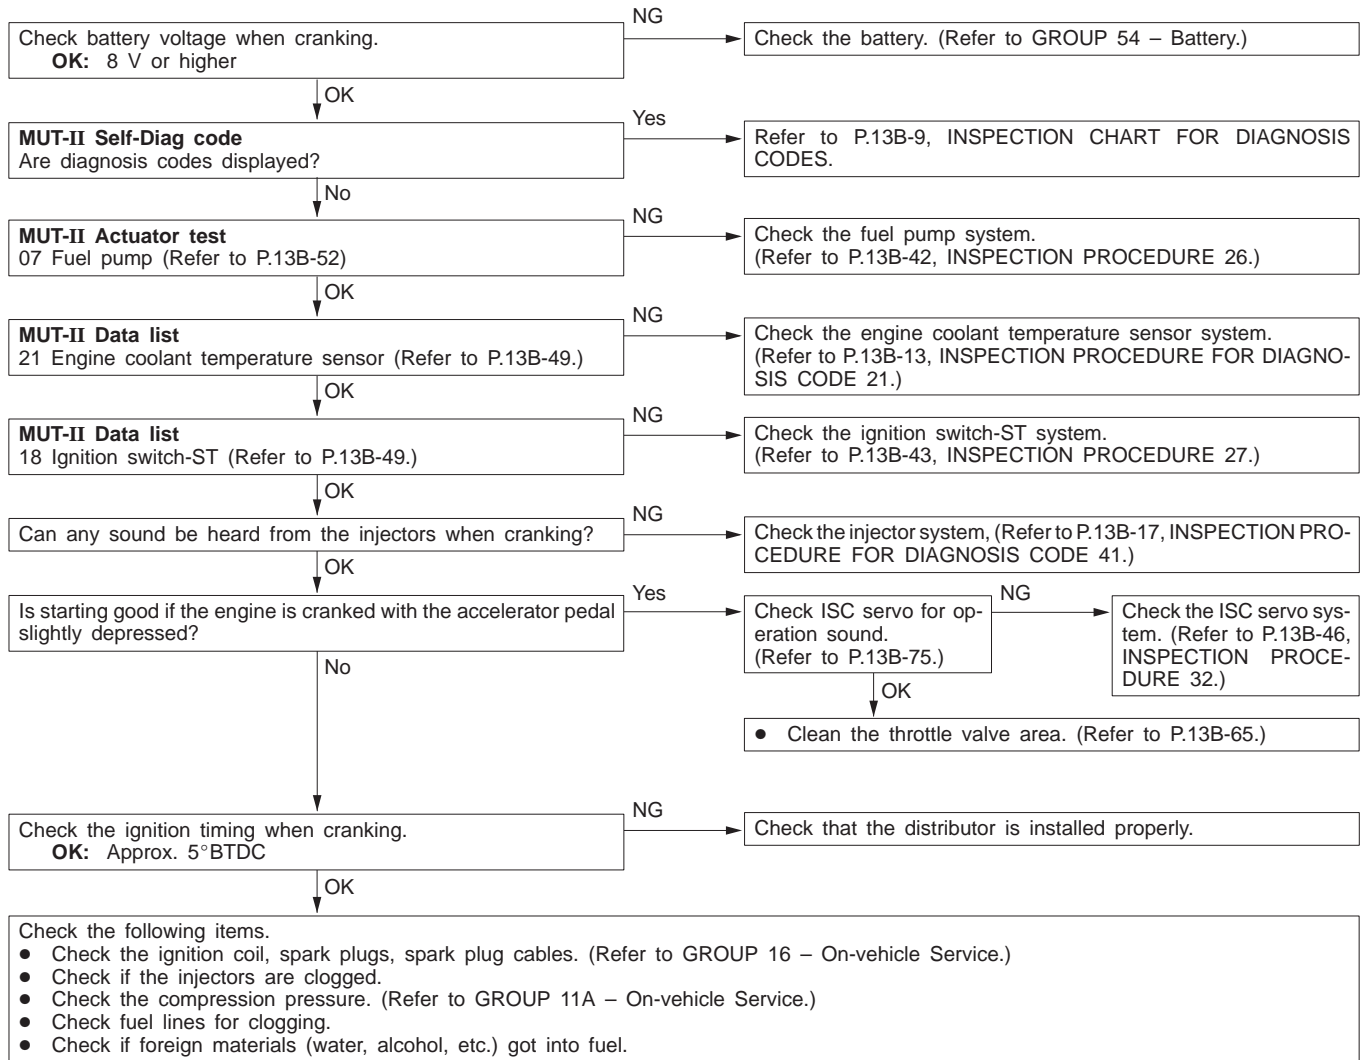 Check battery voltage when cranking.
OK: 8 V or higher
NG
Check the battery. (Refer to GROUP 54 – Battery.)
OK
MUT-II Self-Diag code
Are diagnosis codes displayed?
Yes
Refer to P.13B-9, INSPECTION CHART FOR DIAGNOSIS
CODES.
No
MUT-II Actuator test
07 Fuel pump (Refer to P.13B-52)
NG
Check the fuel pump system.
(Refer to P.13B-42, INSPECTION PROCEDURE 26.)
OK
MUT-II Data list
21 Engine coolant temperature sensor (Refer to P.13B-49.)
NG
Check the engine coolant temperature sensor system.
(Refer to P.13B-13, INSPECTION PROCEDURE FOR DIAGNO-
SIS CODE 21.)
OK
MUT-II Data list
18 Ignition switch-ST (Refer to P.13B-49.)
NG
Check the ignition switch-ST system.
(Refer to P.13B-43, INSPECTION PROCEDURE 27.)
OK
Can any sound be heard from the injectors when cranking?
NG
Check the injector system, (Refer to P.13B-17, INSPECTION PRO-
CEDURE FOR DIAGNOSIS CODE 41.)
OK
Is starting good if the engine is cranked with the accelerator pedal
slightly depressed?
Yes
Check ISC servo for op-
eration sound.
(Refer to P.13B-75.)
NG
Check the ISC servo sys-
tem. (Refer to P.13B-46,
INSPECTION PROCE-
DURE 32.)
OK
● Clean the throttle valve area. (Refer to P.13B-65.)
No
Check the ignition timing when cranking.
OK: Approx. 5°BTDC
NG
Check that the distributor is installed properly.
OK
Check the following items.
● Check the ignition coil, spark plugs, spark plug cables. (Refer to GROUP 16 – On-vehicle Service.)
● Check if the injectors are clogged.
● Check the compression pressure. (Refer to GROUP 11A – On-vehicle Service.)
● Check fuel lines for clogging.
● Check if foreign materials (water, alcohol, etc.) got into fuel.